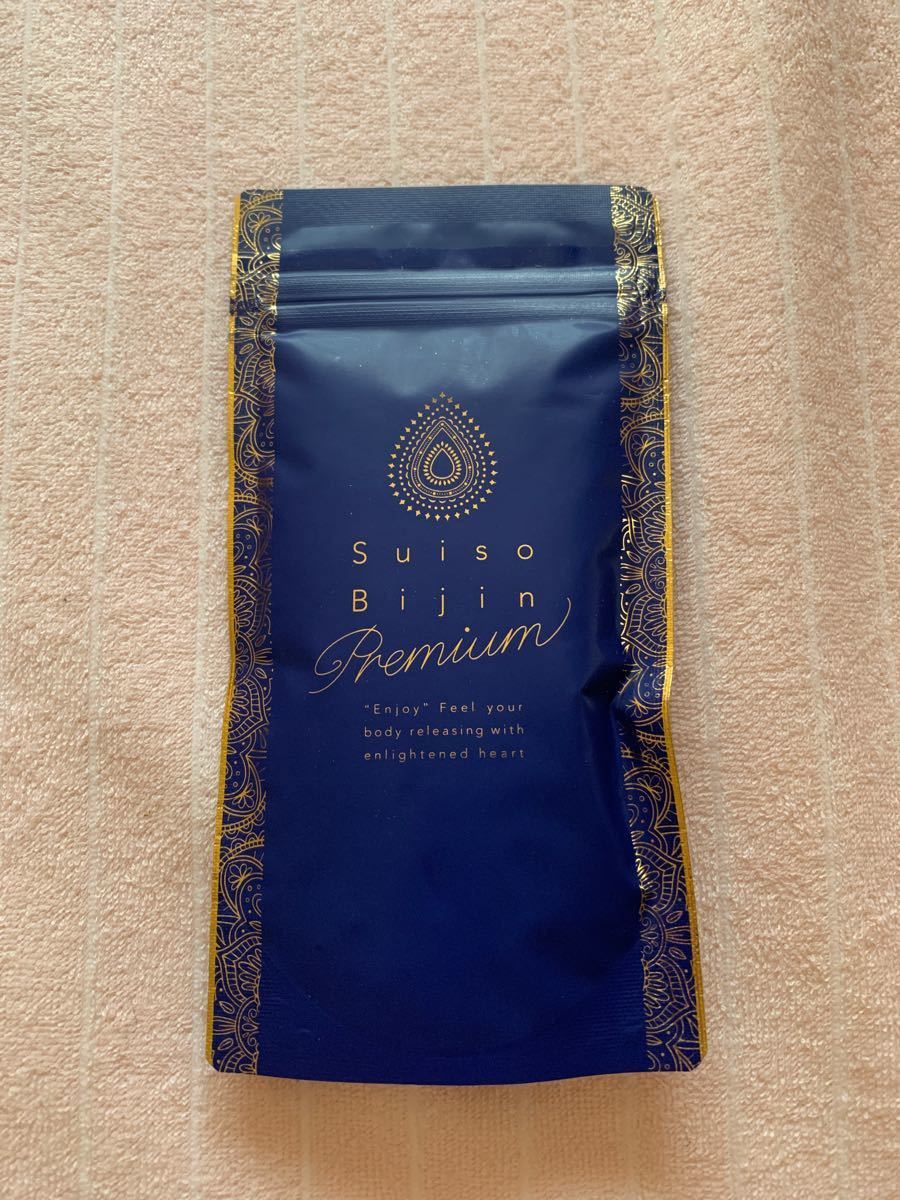 Suiso
Bijin
Premium
"Enjoy" Feel your
body releasing with
enlightened heart